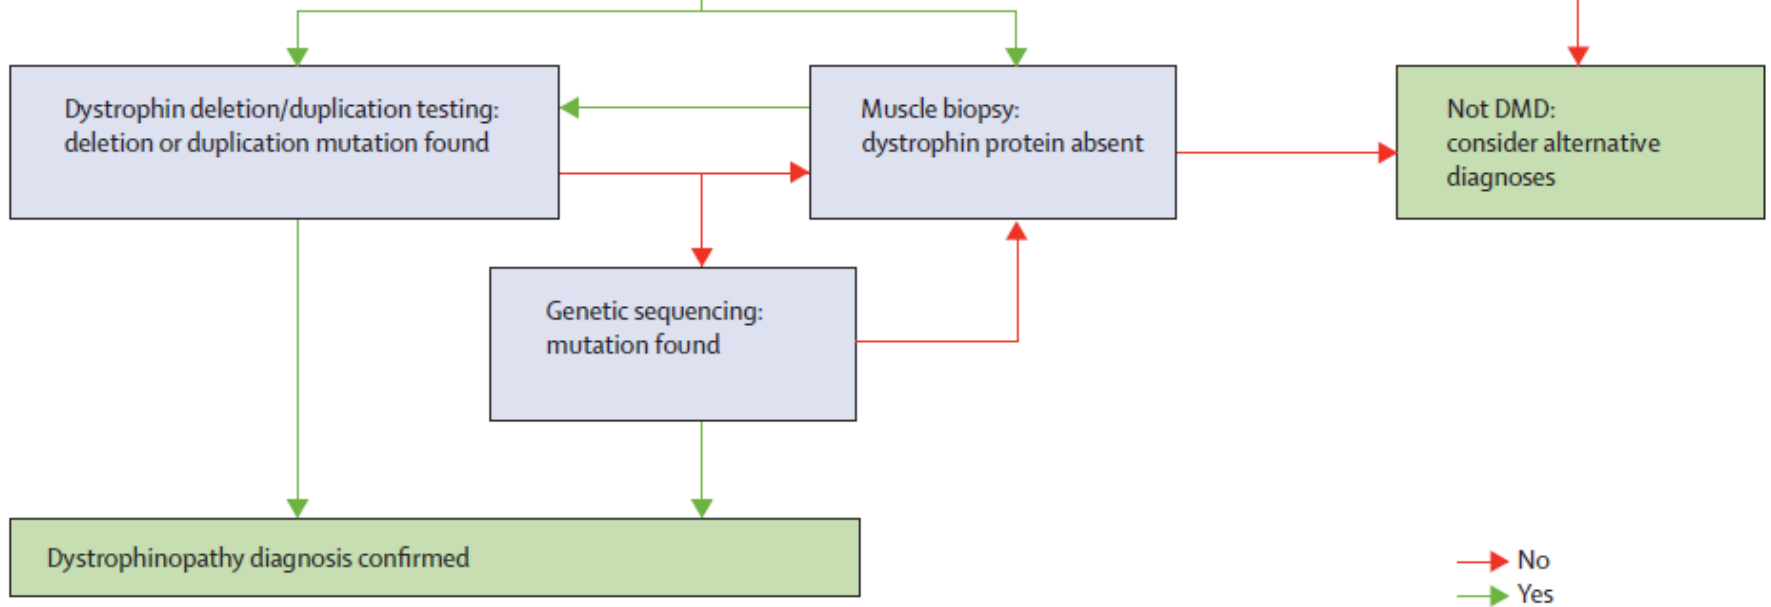 Dystrophin deletion/duplication testing:
deletion or duplication mutation found
Muscle biopsy:
dystrophin protein absent
Not DMD:
consider alternative
diagnoses
Genetic sequencing:
mutation found
Dystrophinopathy diagnosis confirmed
No
Yes